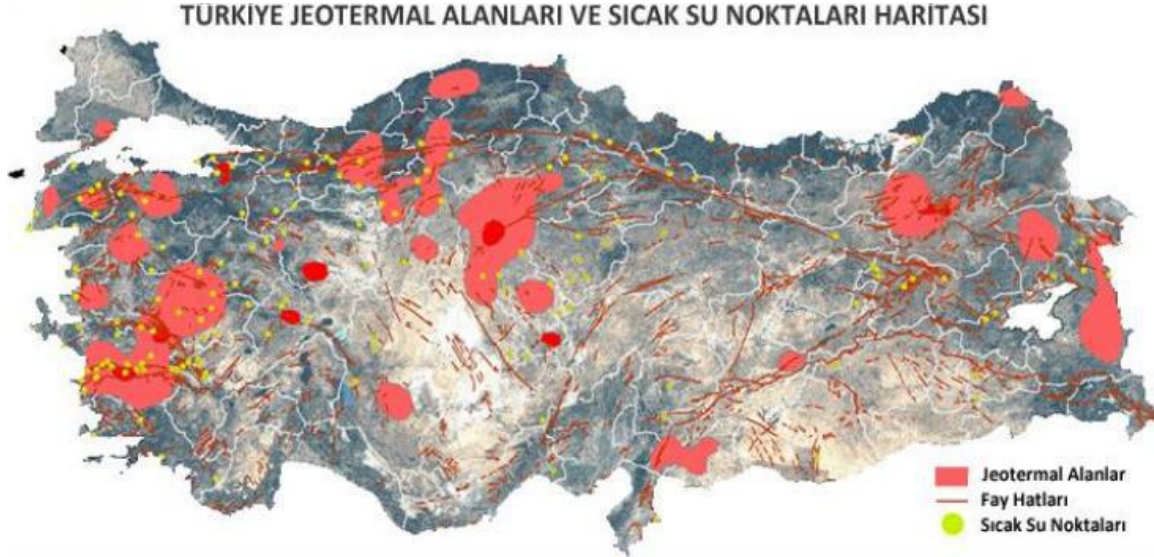 TÜRKİYE JEOTERMAL ALANLARI VE SICAK SU NOKTALARI HARİTASI
Jeotermal Alanlar
Fay Hatları
Sıcak Su Noktaları